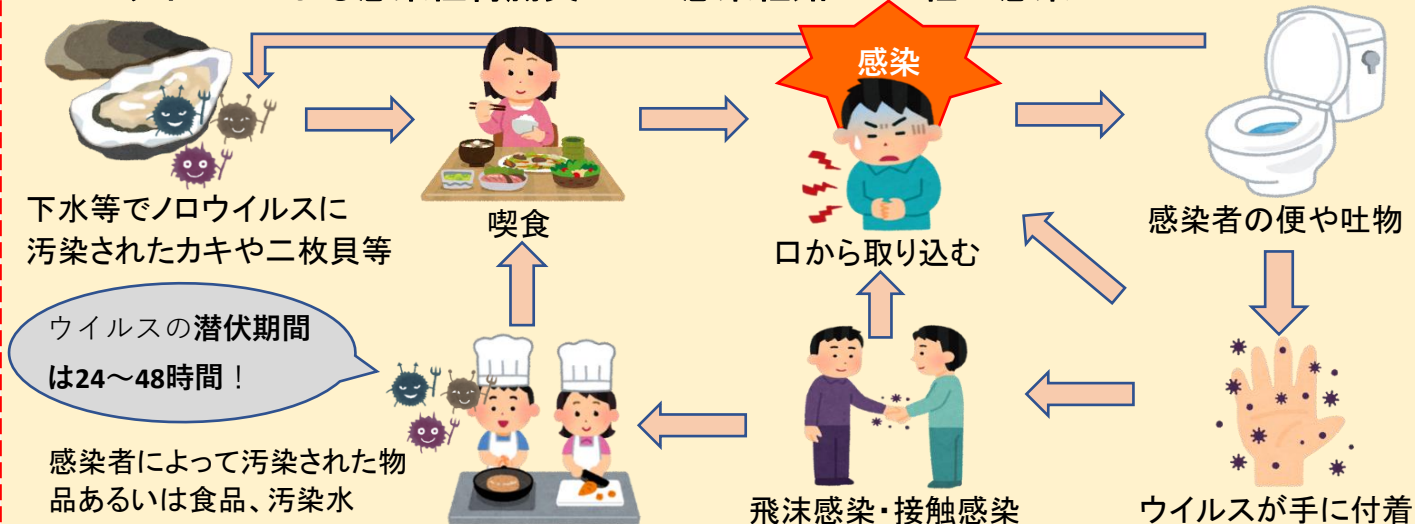 感染
下水等でノロウイルスに
汚染されたカキや二枚貝等
喫食
口から取り込む
感染者の便や吐物
ウイルスの潜伏期間
は24～48時間！
感染者によって汚染された物
品あるいは食品、汚染水
飛沫感染・接触感染
ウイルスが手に付着